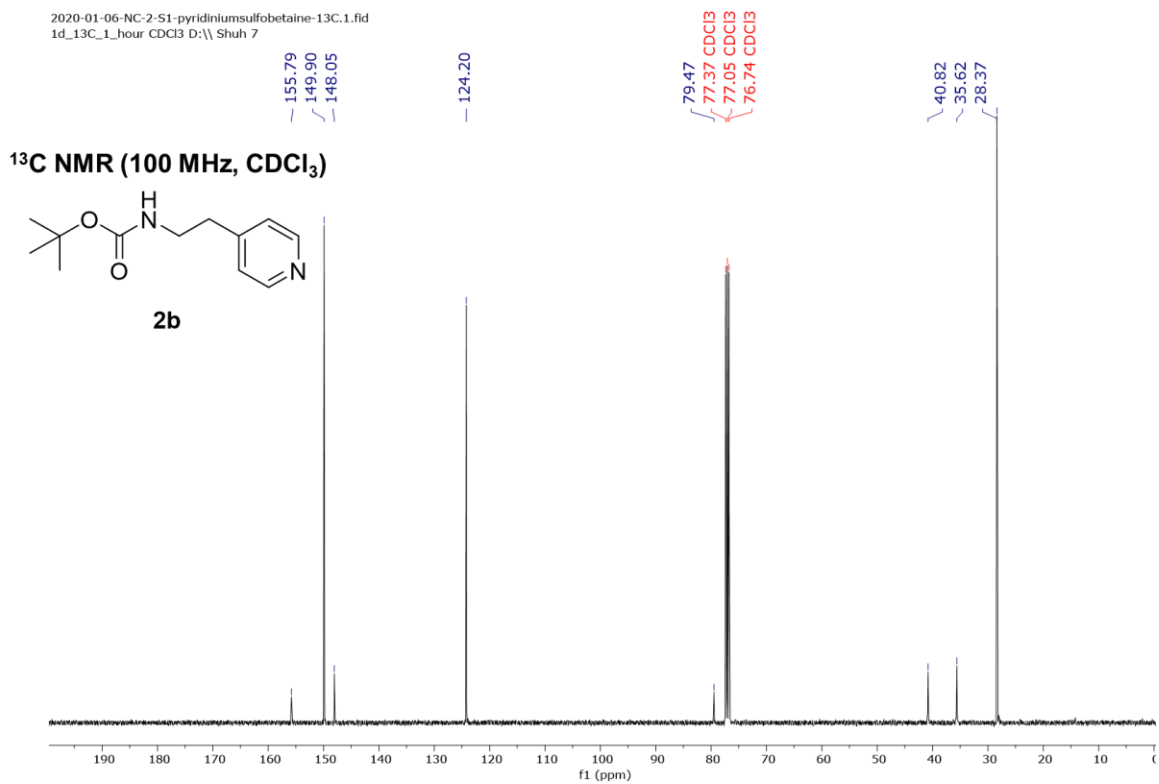 2020-01-06-NC-2-S1-pyridiniumsulfobetaine-13C.1.fid
1d_13C_1_hour CDCl3 D:\\ Shuh 7
155.79
149.90
148.05
124.20
79.47
77.37 CDCl3
77.05 CDCl3
76.74 CDCl3
40.82
35.62
28.37
¹³C NMR (100 MHz, CDCl₃)
H
O N
O N
2b
190 180 170 160 150 140 130 120 110 100 90 80 70 60 50 40 30 20 10 0
f1 (ppm)